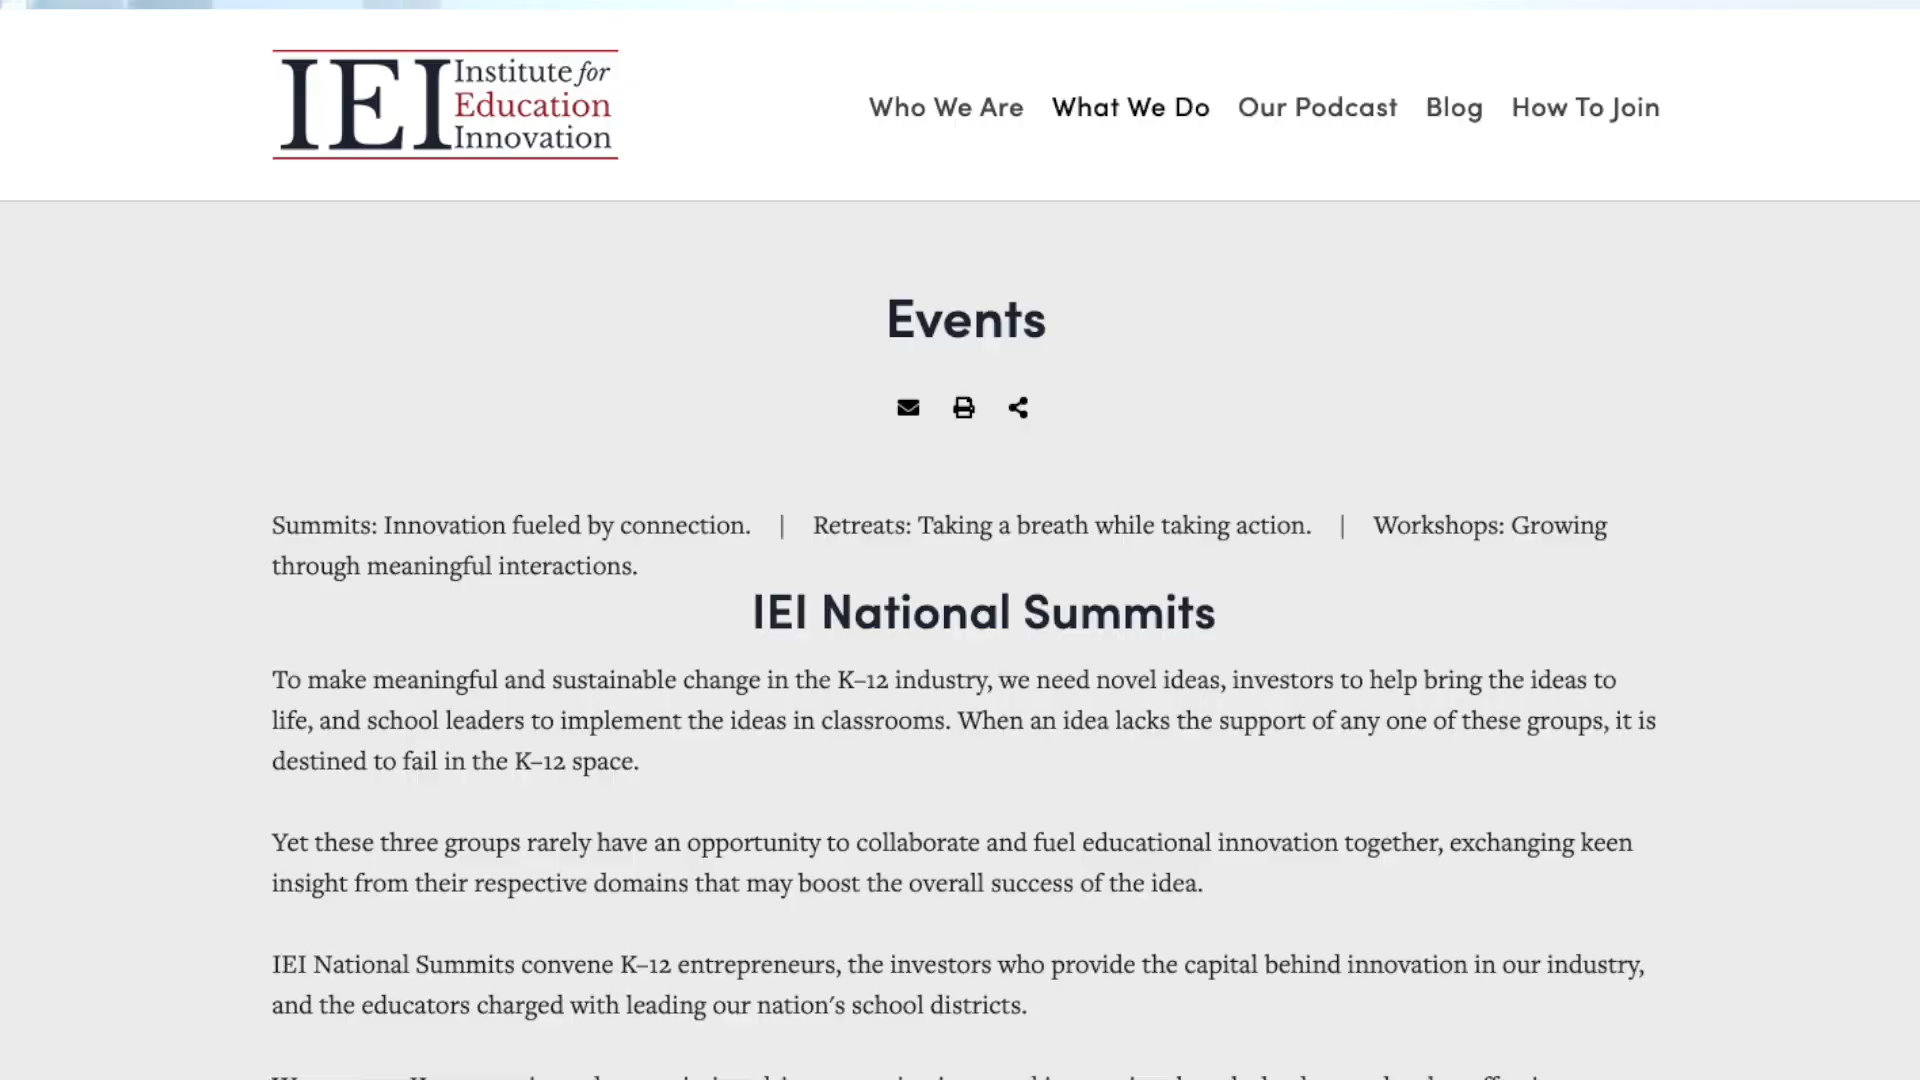 IEI
Institute for
Education
Innovation
Who We Are What We Do Our Podcast Blog How To Join
Events
Summits: Innovation fueled by connection. | Retreats: Taking a breath while taking action. | Workshops: Growing
through meaningful interactions.
IEI National Summits
To make meaningful and sustainable change in the K–12 industry, we need novel ideas, investors to help bring the ideas to
life, and school leaders to implement the ideas in classrooms. When an idea lacks the support of any one of these groups, it is
destined to fail in the K–12 space.
Yet these three groups rarely have an opportunity to collaborate and fuel educational innovation together, exchanging keen
insight from their respective domains that may boost the overall success of the idea.
IEI National Summits convene K–12 entrepreneurs, the investors who provide the capital behind innovation in our industry,
and the educators charged with leading our nation's school districts.